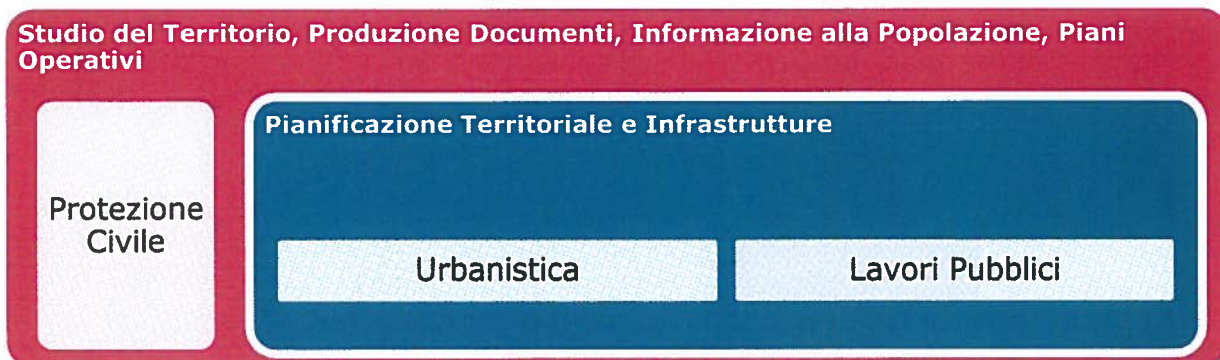 Studio del Territorio, Produzione Documenti, Informazione alla Popolazione, Piani
Operativi
Pianificazione Territoriale e Infrastrutture
Protezione
Civile
Urbanistica
Lavori Pubblici